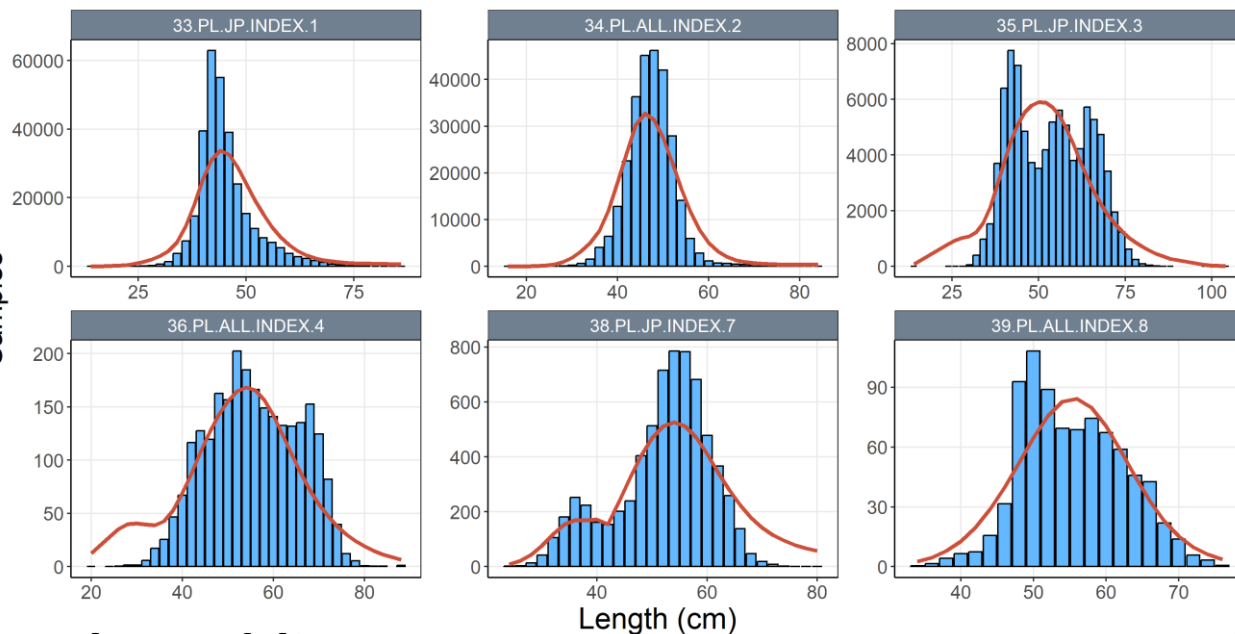 33.PL.JP.INDEX.1 34.PL.ALL.INDEX.2 35.PL.JP.INDEX.3
60000 40000 8000
40000 30000 6000
20000 20000 4000
0 10000 2000
0 0
25 50 75 20 40 60 80 25 50 75 100
36.PL.ALL.INDEX.4 38.PL.JP.INDEX.7 39.PL.ALL.INDEX.8
200 800 90
150 600 60
100 400 30
50 200 0
0 0
20 40 60 80 40 60 80 40 50 60 70
Length (cm)